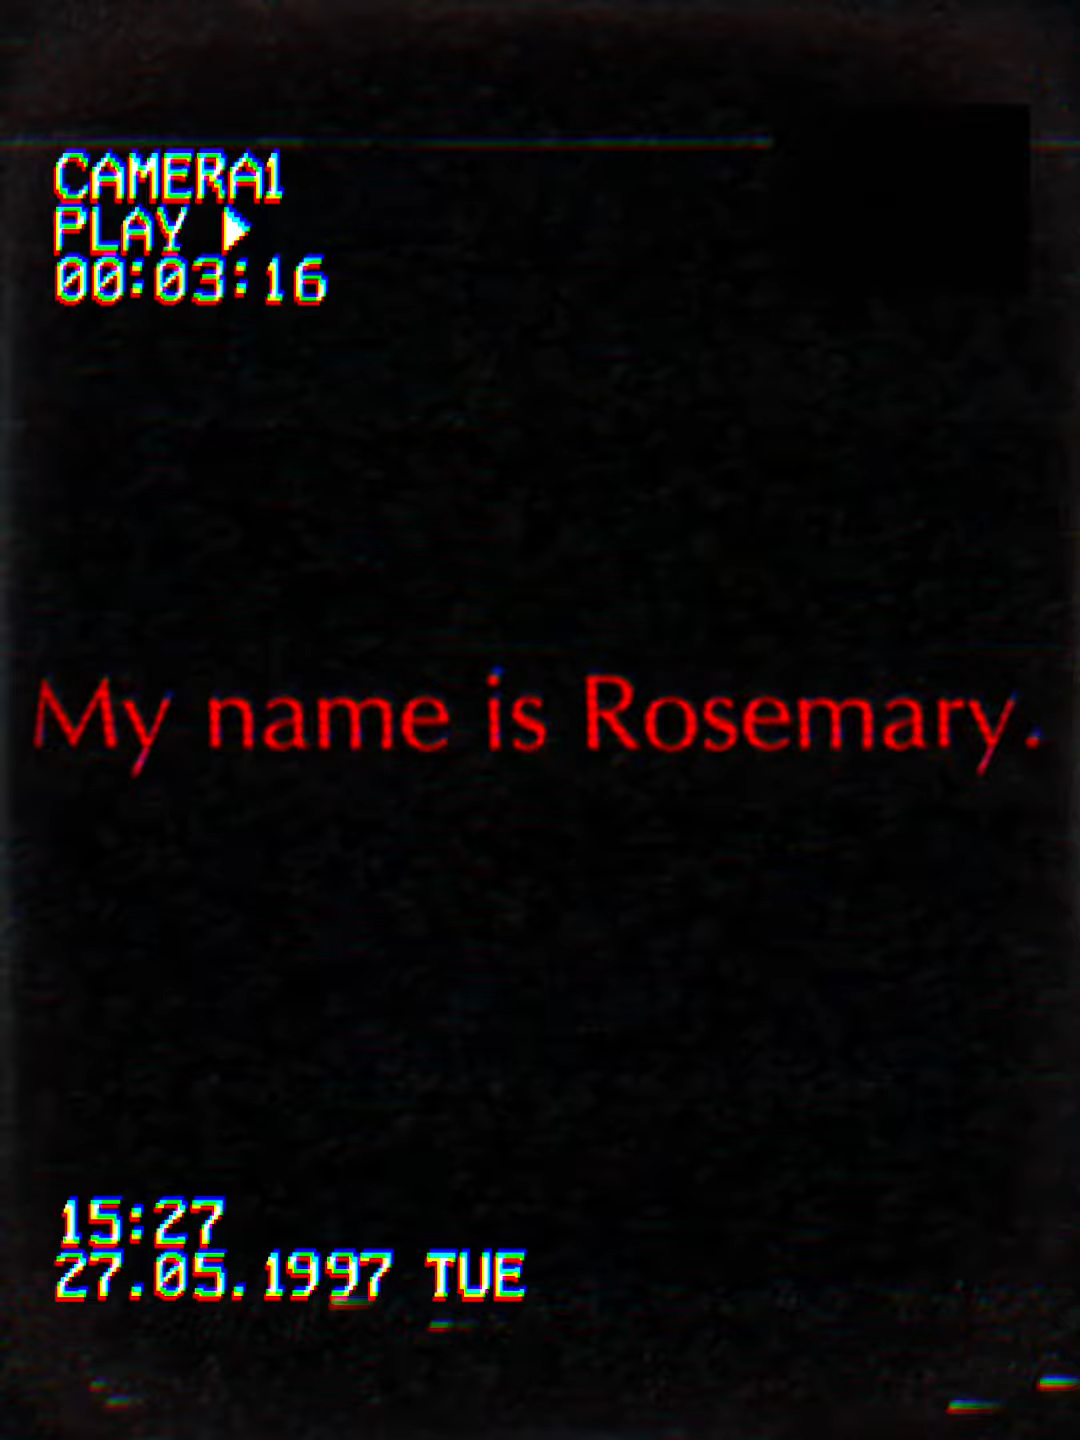 CAMERA1
PLAY ▶
00:03:16
My name is Rosemary.
15:27
27.05.1997 TUE